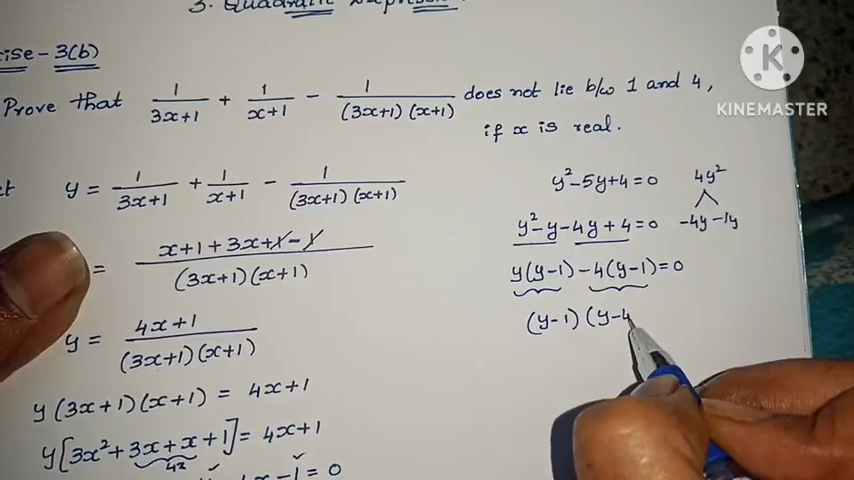 3. Quadratic
cise - 3(b)
Prove that 1/(3x+1) + 1/(x+1) - 1/((3x+1)(x+1)) does not lie b/w 1 and 4,
if x is real.
y = 1/(3x+1) + 1/(x+1) - 1/((3x+1)(x+1))
= (x+1+3x+1-1)/((3x+1)(x+1))
y = (4x+1)/((3x+1)(x+1))
y(3x+1)(x+1) = 4x+1
y[3x²+3x+x+1] = 4x+1
4x
-1 = 0
y²-5y+4=0
4y²
-4y -1y
y²-y-4y+4=0
y(y-1)-4(y-1)=0
(y-1)(y-4
K
KINEMASTER